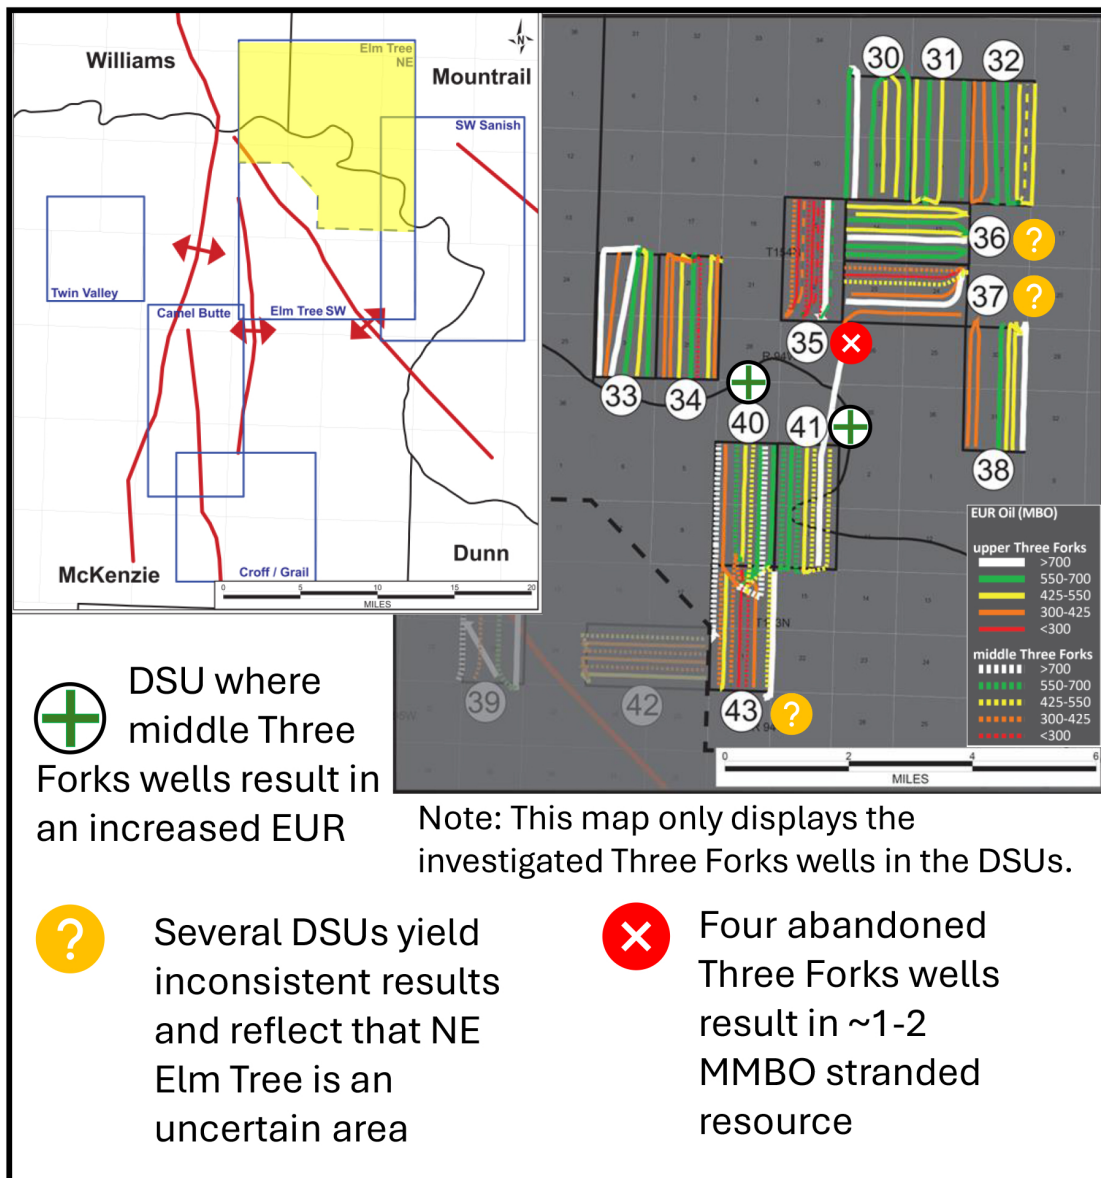 Williams
Elm Tree
NE
Mountrail
SW Sanish
Twin Valley
Camel Butte
Elm Tree SW
McKenzie
Dunn
Croff / Grail
0 5 10 15 20
MILES
30 31 32
36 ?
37 ?
35
33 34
40 41
38
39 42 43 ?
T153N
EUR Oil (MBO)
upper Three Forks
>700
550-700
425-550
300-425
<300
middle Three Forks
>700
550-700
425-550
300-425
<300
0 2 4 6
MILES
DSU where
middle Three
Forks wells result in
an increased EUR
Note: This map only displays the
investigated Three Forks wells in the DSUs.
?
Several DSUs yield
inconsistent results
and reflect that NE
Elm Tree is an
uncertain area
Four abandoned
Three Forks wells
result in ~1-2
MMBO stranded
resource